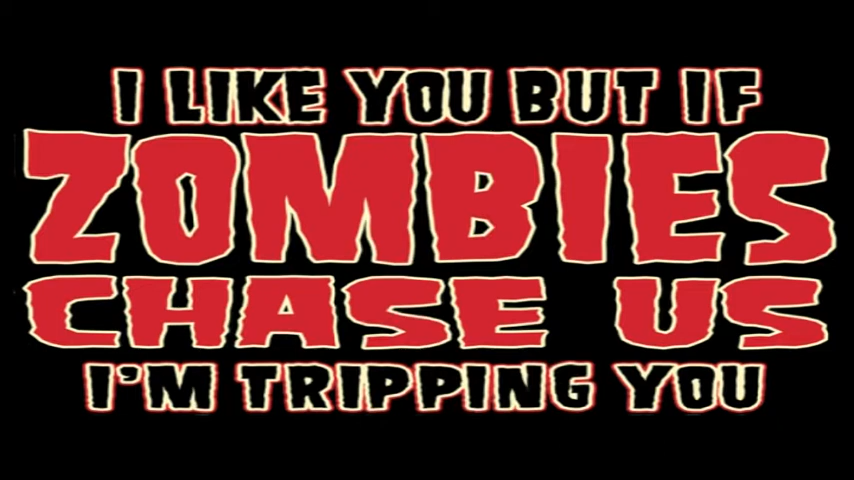 I LIKE YOU BUT IF
ZOMBIES
CHASE US
I'M TRIPPING YOU